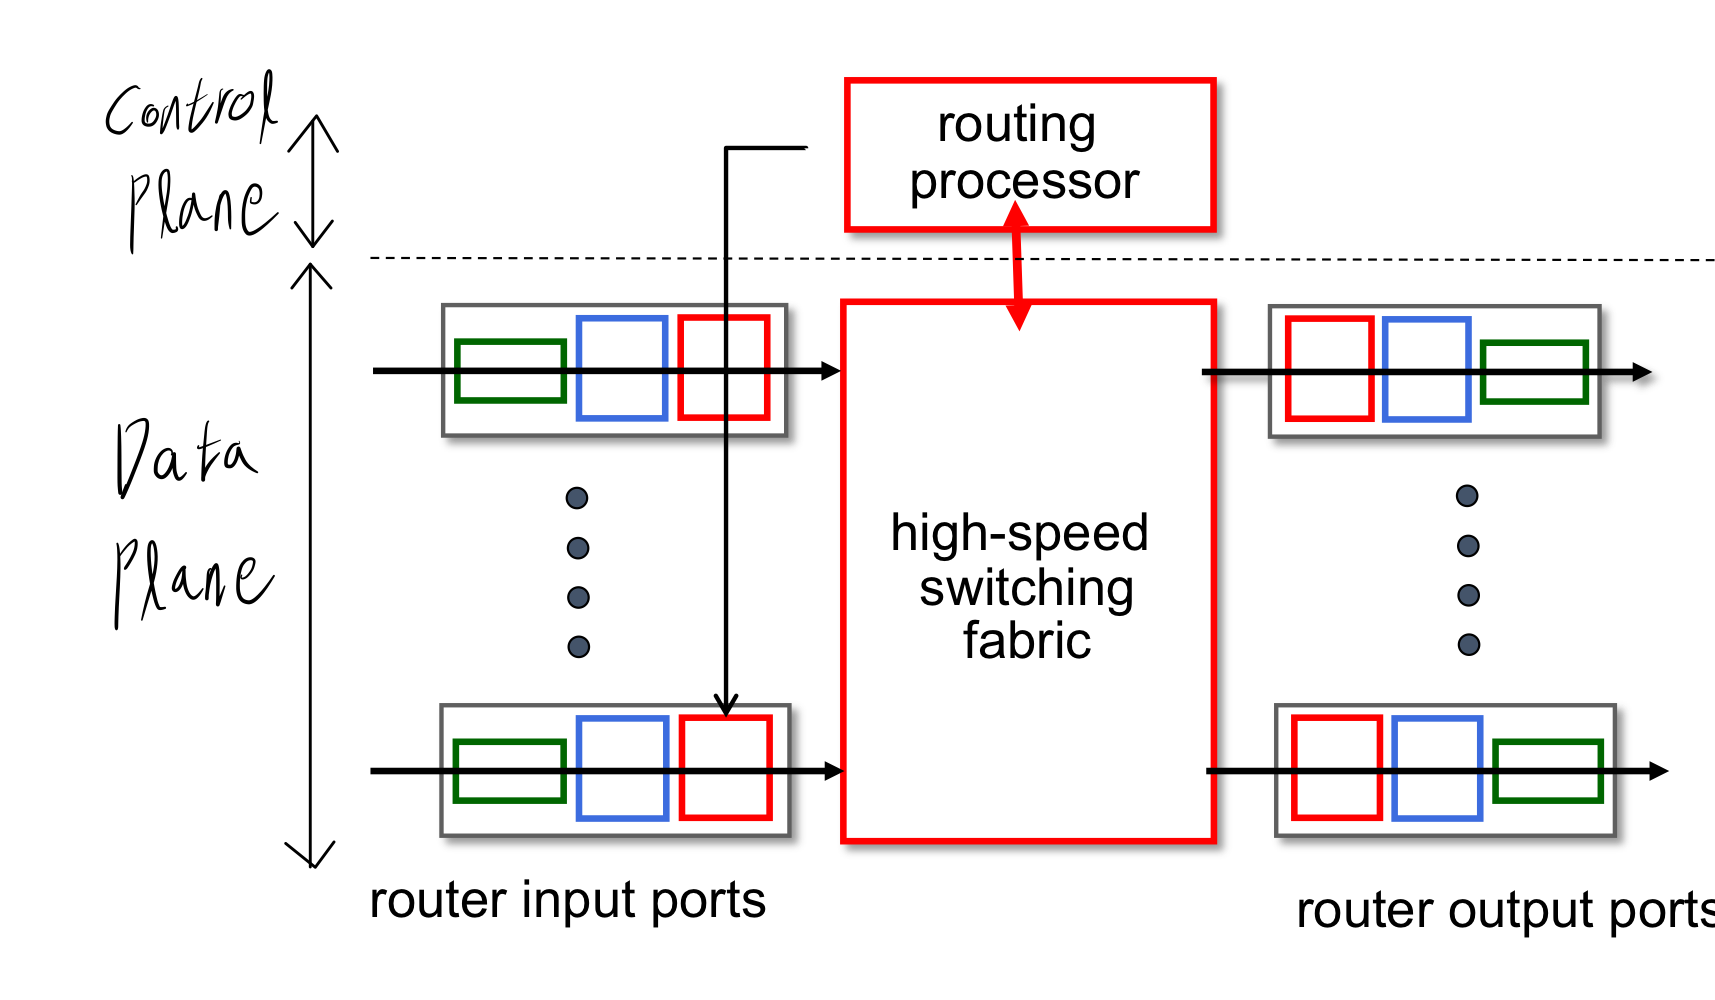 Control
Plane
routing
processor
Data
Plane
high-speed
switching
fabric
router input ports
router output ports